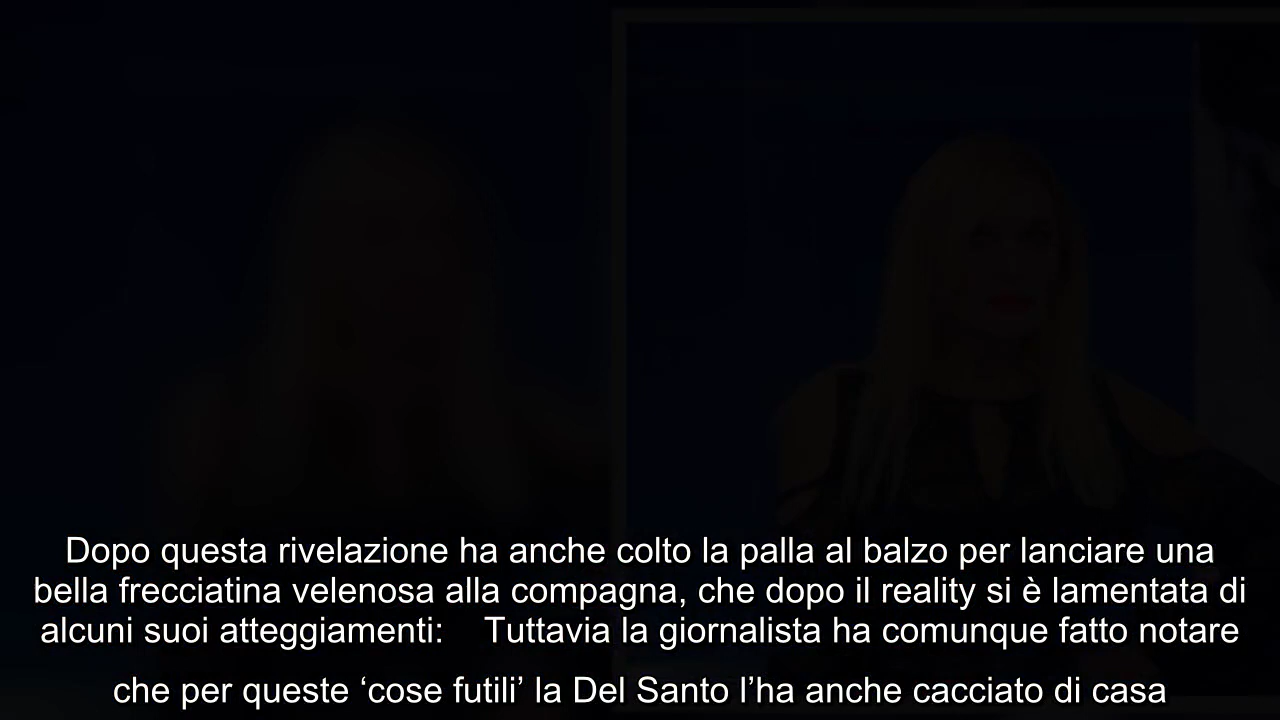 Dopo questa rivelazione ha anche colto la palla al balzo per lanciare una
bella frecciatina velenosa alla compagna, che dopo il reality si è lamentata di
alcuni suoi atteggiamenti: Tuttavia la giornalista ha comunque fatto notare
che per queste ‘cose futili’ la Del Santo l’ha anche cacciato di casa